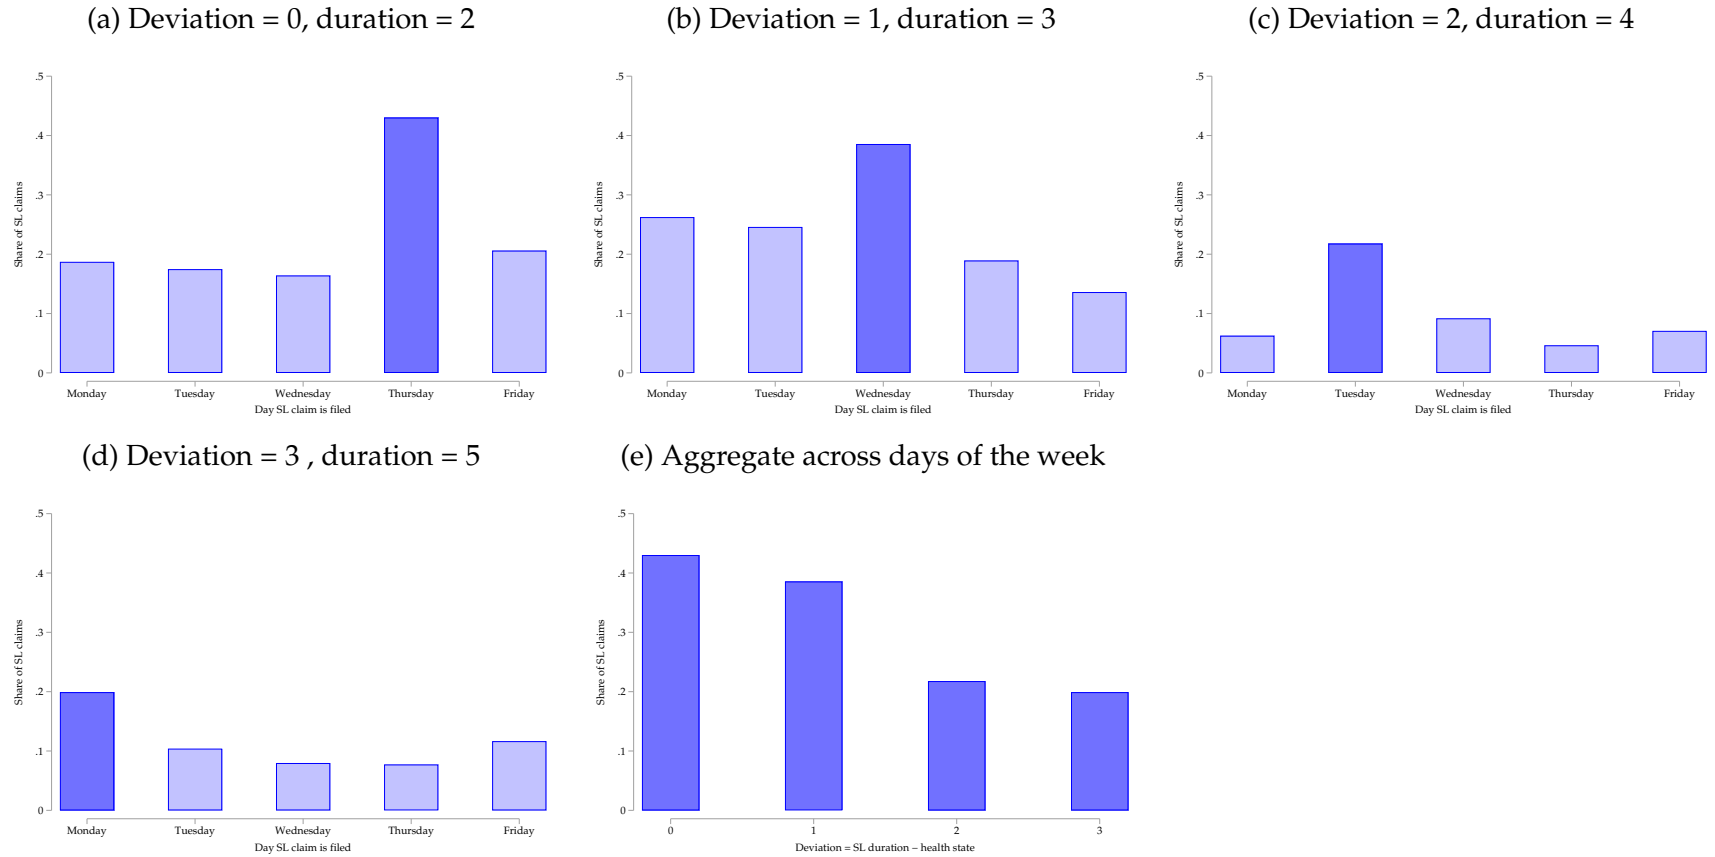 (a) Deviation = 0, duration = 2
(b) Deviation = 1, duration = 3
(c) Deviation = 2, duration = 4
.5
.4
.3
.2
.1
0
Share of SL claims
Monday Tuesday Wednesday Thursday Friday
Day SL claim is filed
.5
.4
.3
.2
.1
0
Share of SL claims
Monday Tuesday Wednesday Thursday Friday
Day SL claim is filed
.5
.4
.3
.2
.1
0
Share of SL claims
Monday Tuesday Wednesday Thursday Friday
Day SL claim is filed
(d) Deviation = 3 , duration = 5
(e) Aggregate across days of the week
.5
.4
.3
.2
.1
0
Share of SL claims
Monday Tuesday Wednesday Thursday Friday
Day SL claim is filed
.5
.4
.3
.2
.1
0
Share of SL claims
0 1 2 3
Deviation = SL duration − health state